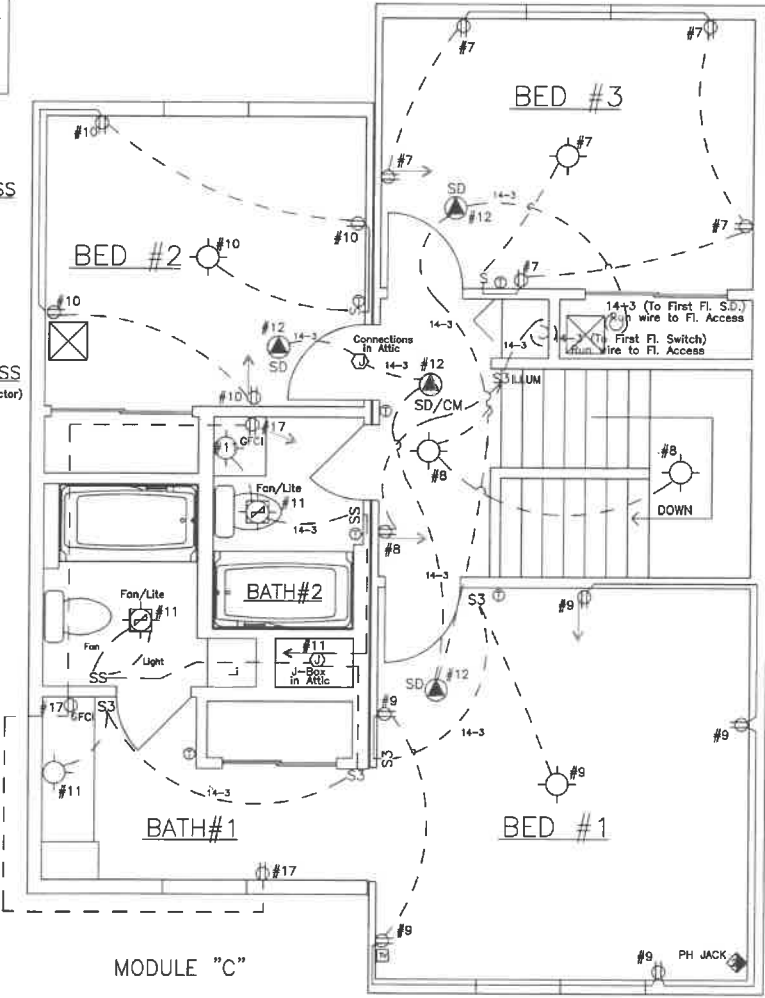 #7
#7
BED #3
#10
#7
#7
SS
SD
14-3
#12
#10
#7
BED #2
#10
S
#7
#10
14-3 (To First Fl. S.D.)
Run wire to Fl. Access
14-3
#12
Connections
in Attic
14-3
14-3 (To First Fl. Switch)
Run wire to Fl. Access
SS
SD
14-3
J
#12
S3 ILLUM
SD/CM
ctor)
#10
#17
GFCI
#1
#8
#8
Fan/Lite
#11
SS
14-3
DOWN
#8
BATH#2
14-3
Fan/Lite
#11
S3
#9
Fan
Light
#11
SS
J
J-Box
in Attic
SD
#12
#17
GFCI
S3
#9
14-3
#9
S3
#11
14-3
S3
#9
BATH#1
BED #1
#17
#9
TV
#9
PH JACK
MODULE "C"